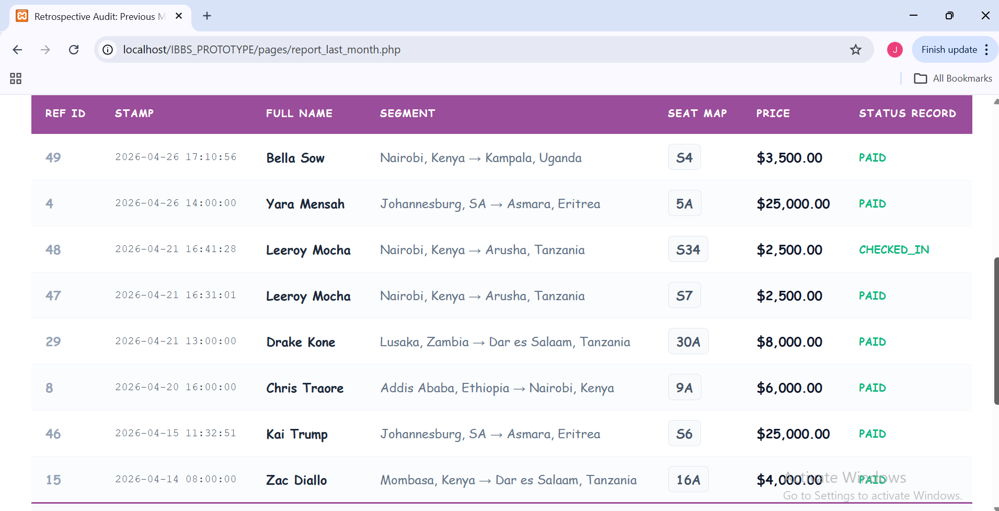 Retrospective Audit: Previous M
localhost/IBBS_PROTOTYPE/pages/report_last_month.php
J
Finish update
All Bookmarks
REF ID STAMP FULL NAME SEGMENT SEAT MAP PRICE STATUS RECORD
49 2026-04-26 17:10:56 Bella Sow Nairobi, Kenya → Kampala, Uganda S4 $3,500.00 PAID
4 2026-04-26 14:00:00 Yara Mensah Johannesburg, SA → Asmara, Eritrea 5A $25,000.00 PAID
48 2026-04-21 16:41:28 Leeroy Mocha Nairobi, Kenya → Arusha, Tanzania S34 $2,500.00 CHECKED_IN
47 2026-04-21 16:31:01 Leeroy Mocha Nairobi, Kenya → Arusha, Tanzania S7 $2,500.00 PAID
29 2026-04-21 13:00:00 Drake Kone Lusaka, Zambia → Dar es Salaam, Tanzania 30A $8,000.00 PAID
8 2026-04-20 16:00:00 Chris Traore Addis Ababa, Ethiopia → Nairobi, Kenya 9A $6,000.00 PAID
46 2026-04-15 11:32:51 Kai Trump Johannesburg, SA → Asmara, Eritrea S6 $25,000.00 PAID
15 2026-04-14 08:00:00 Zac Diallo Mombasa, Kenya → Dar es Salaam, Tanzania 16A $4,000.00 PAID
Activate Windows
Go to Settings to activate Windows.